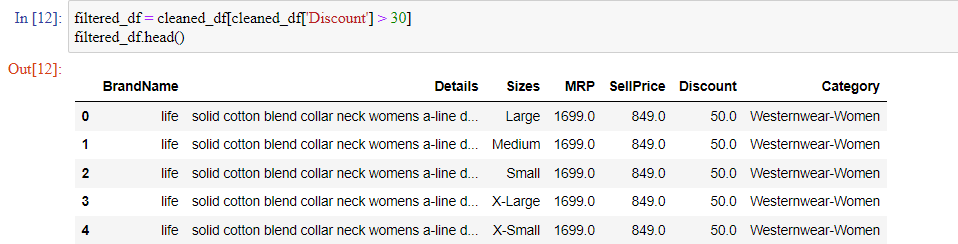 In [12]: filtered_df = cleaned_df[cleaned_df['Discount'] > 30]
filtered_df.head()
Out[12]:
BrandName Details Sizes MRP SellPrice Discount Category
0 life solid cotton blend collar neck womens a-line d... Large 1699.0 849.0 50.0 Westernwear-Women
1 life solid cotton blend collar neck womens a-line d... Medium 1699.0 849.0 50.0 Westernwear-Women
2 life solid cotton blend collar neck womens a-line d... Small 1699.0 849.0 50.0 Westernwear-Women
3 life solid cotton blend collar neck womens a-line d... X-Large 1699.0 849.0 50.0 Westernwear-Women
4 life solid cotton blend collar neck womens a-line d... X-Small 1699.0 849.0 50.0 Westernwear-Women